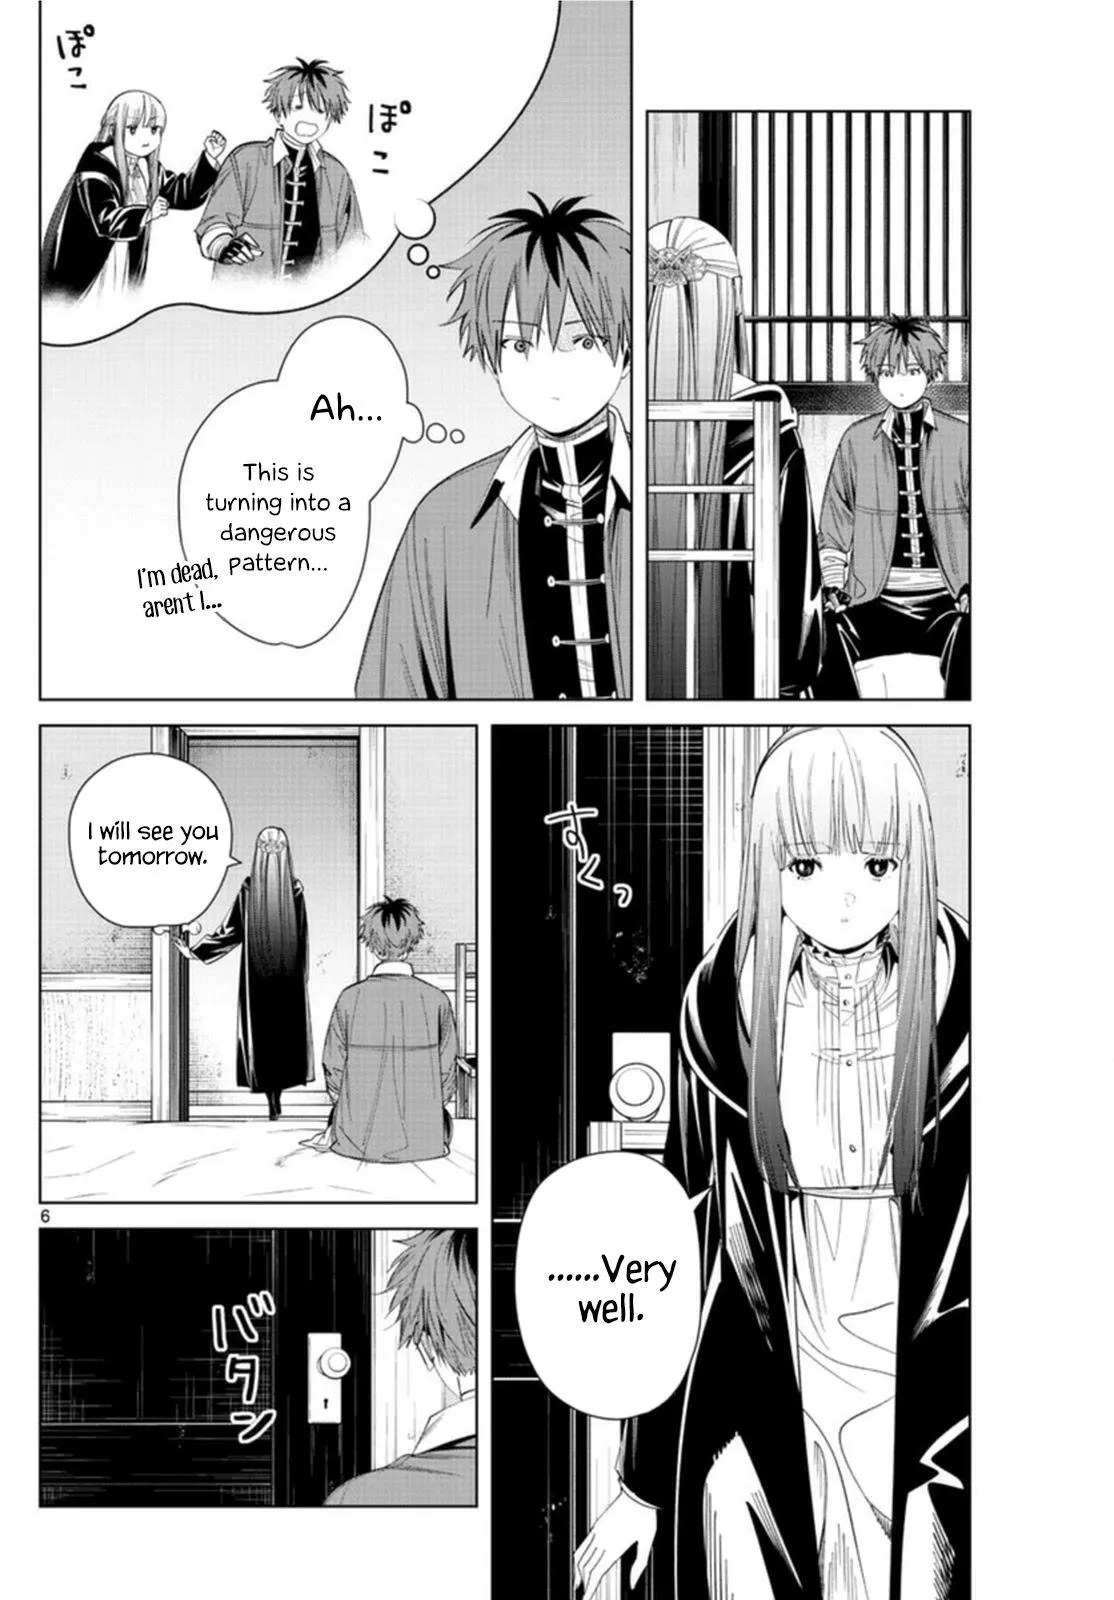 ぽこ
ぽこ
Ah...
This is
turning into a
dangerous
pattern...
I'm dead,
aren't I...
すくっ
......Very
well.
I will see you
tomorrow.
6
バタン